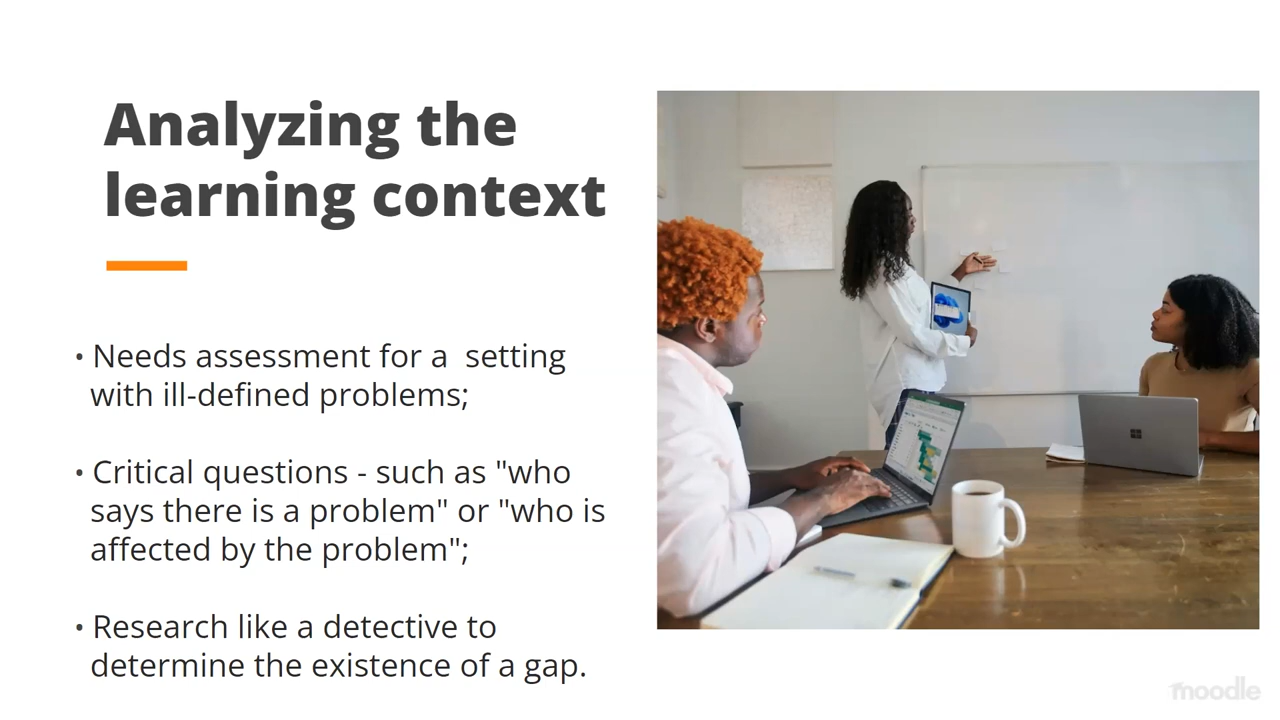 Analyzing the
learning context
• Needs assessment for a  setting
with ill-defined problems;
• Critical questions - such as "who
says there is a problem" or "who is
affected by the problem";
• Research like a detective to
determine the existence of a gap.
moodle